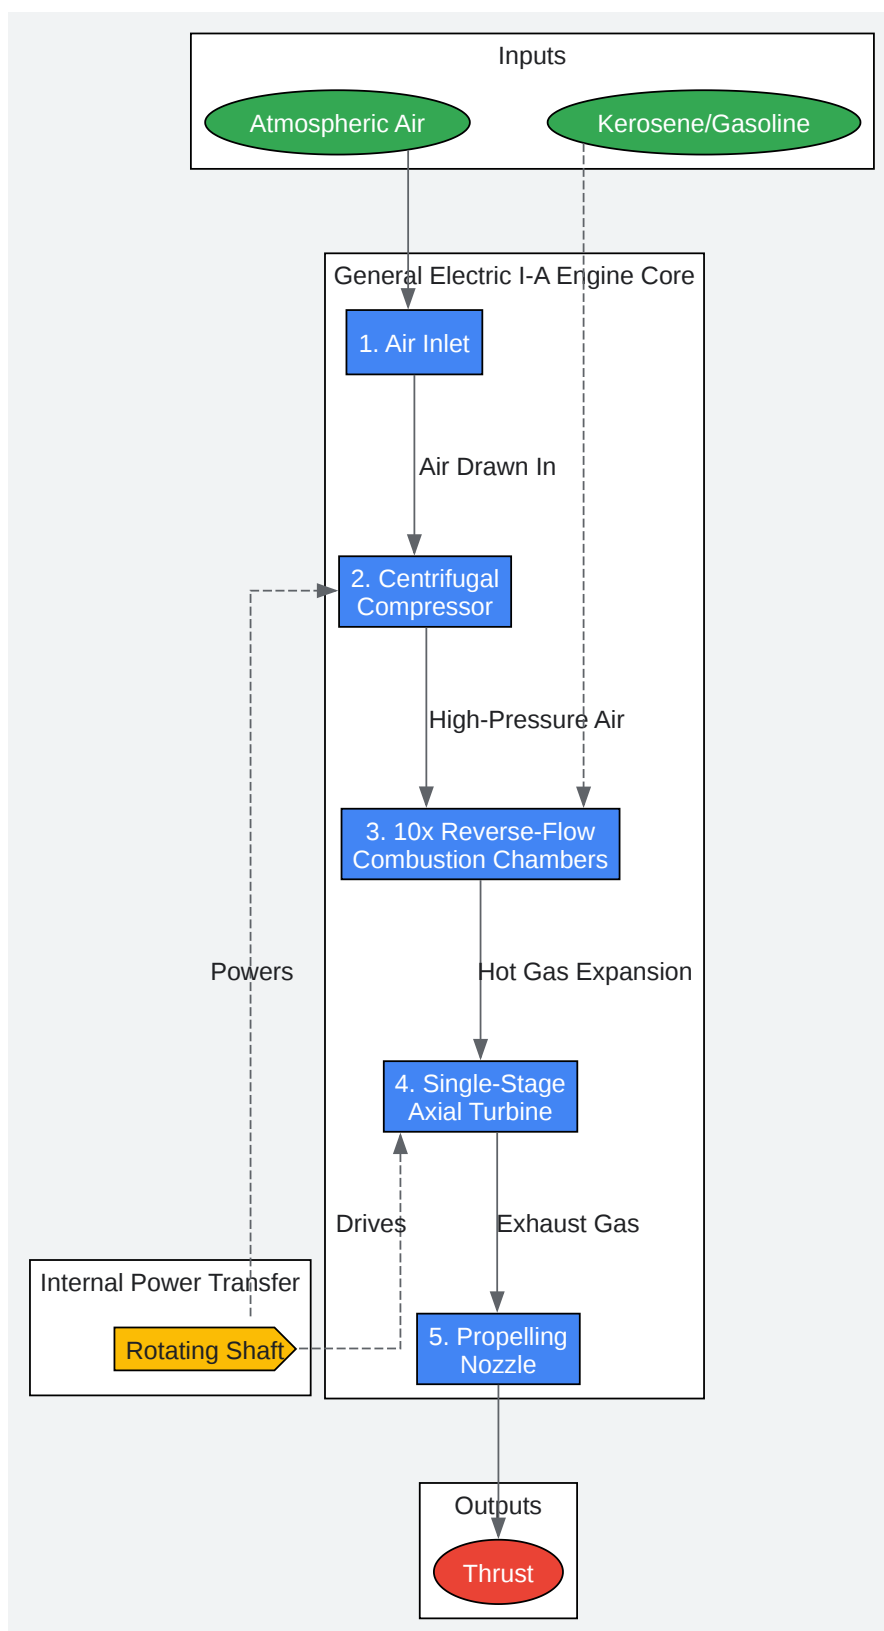 Inputs
Atmospheric Air
Kerosene/Gasoline
General Electric I-A Engine Core
1. Air Inlet
Air Drawn In
2. Centrifugal
Compressor
High-Pressure Air
3. 10x Reverse-Flow
Combustion Chambers
Powers
Hot Gas Expansion
4. Single-Stage
Axial Turbine
Drives
Exhaust Gas
Internal Power Transfer
Rotating Shaft
5. Propelling
Nozzle
Outputs
Thrust